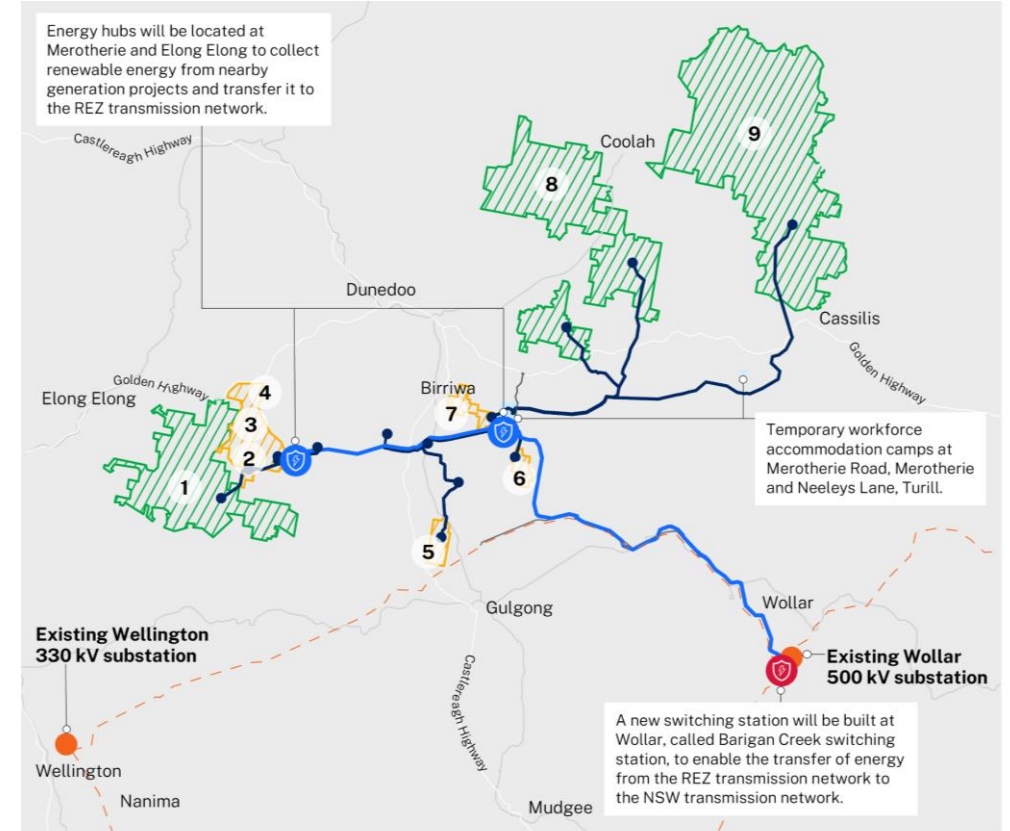 Energy hubs will be located at
Merotherie and Elong Elong to collect
renewable energy from nearby
generation projects and transfer it to
the REZ transmission network.
Castlereagh Highway
Coolah
9
8
Dunedoo
Cassilis
Golden Highway
Golden Highway
Elong Elong
Birriwa
4
7
3
2
1
6
5
Temporary workforce
accommodation camps at
Merotherie Road, Merotherie
and Neeleys Lane, Turill.
Gulgong
Wollar
Existing Wellington
330 kV substation
Existing Wollar
500 kV substation
Castlereagh Highway
A new switching station will be built at
Wollar, called Barigan Creek switching
station, to enable the transfer of energy
from the REZ transmission network to
the NSW transmission network.
Wellington
Nanima
Mudgee